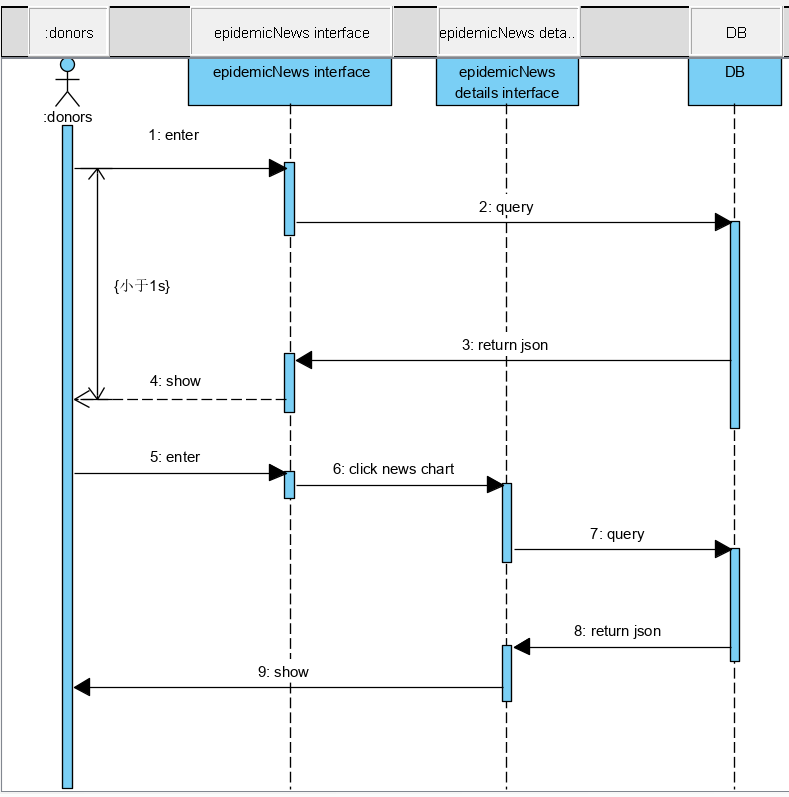 :donors
epidemicNews interface
epidemicNews deta..
DB
epidemicNews interface
epidemicNews
details interface
DB
:donors
1: enter
2: query
{小于1s}
3: return json
4: show
5: enter
6: click news chart
7: query
8: return json
9: show